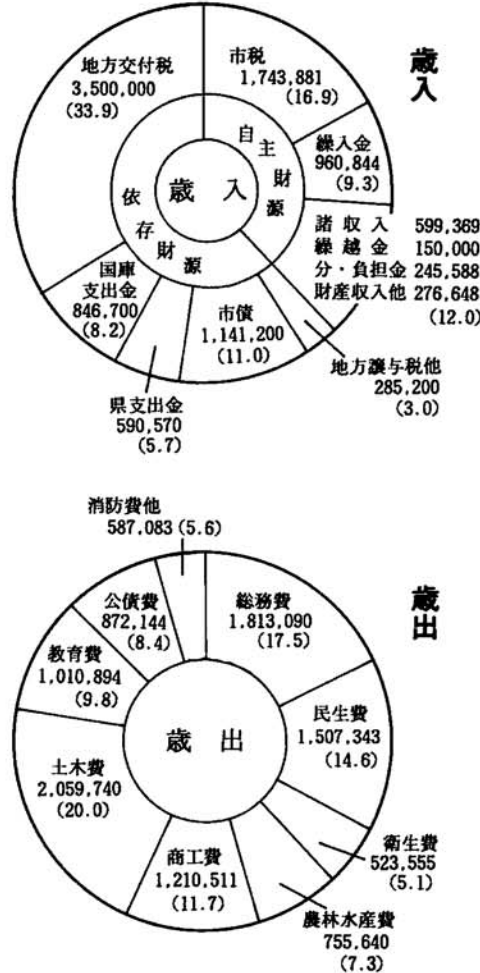 歳入
地方交付税
3,500,000
(33.9)
市税
1,743,881
(16.9)
繰入金
960,844
(9.3)
諸収入 599,369
繰越金 150,000
分・負担金 245,588
財産収入他 276,648
(12.0)
地方譲与税他
285,200
(3.0)
市債
1,141,200
(11.0)
県支出金
590,570
(5.7)
国庫
支出金
846,700
(8.2)
自主財源
依存財源
歳入
歳出
消防費他
587,083(5.6)
総務費
1,813,090
(17.5)
民生費
1,507,343
(14.6)
衛生費
523,555
(5.1)
農林水産費
755,640
(7.3)
商工費
1,210,511
(11.7)
土木費
2,059,740
(20.0)
教育費
1,010,894
(9.8)
公債費
872,144
(8.4)
歳出